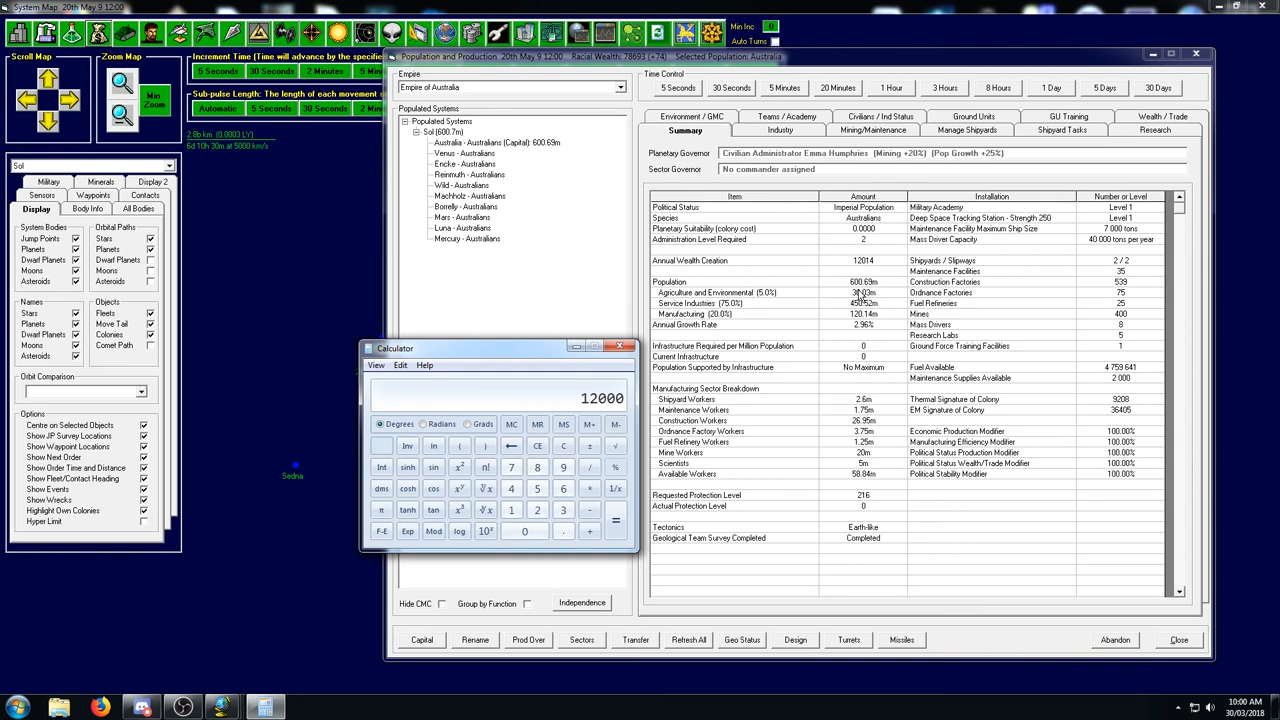 System Map 20th May 9 12:00
Min Inc 0
Auto Turns
Scroll Map
Zoom Map
Min Zoom
Increment Time (Time will advance by the specifie
5 Seconds 30 Seconds 2 Minutes 5 Min
Sub-pulse Length: The length of each movement s
Automatic 5 Seconds 30 Seconds 2 Min
2.8b km (0.0003 LY)
6d 10h 30m at 5000 km/s
Sol
Military Minerals Display 2
Sensors Waypoints Contacts
Display Body Info All Bodies
System Bodies Orbital Paths
Jump Points Stars
Planets Planets
Dwarf Planets Dwarf Planets
Moons Moons
Asteroids Asteroids
Names Objects
Stars Fleets
Planets Move Tail
Dwarf Planets Colonies
Moons Comet Path
Asteroids
Orbit Comparison
Options
Centre on Selected Objects
Show JP Survey Locations
Show Waypoint Locations
Show Next Order
Show Order Time and Distance
Show Fleet/Contact Heading
Show Events
Show Wrecks
Highlight Own Colonies
Hyper Limit
Sedna
Population and Production 20th May 9 12:00 Racial Wealth: 78693 (+74) Selected Population: Australia
Empire
Empire of Australia
Populated Systems
Populated Systems
Sol (600.7m)
Australia - Australians (Capital): 600.69m
Venus - Australians
Encke - Australians
Reinmuth - Australians
Wild - Australians
Machholz - Australians
Borrelly - Australians
Mars - Australians
Luna - Australians
Mercury - Australians
Time Control
5 Seconds 30 Seconds 5 Minutes 20 Minutes 1 Hour 3 Hours 8 Hours 1 Day 5 Days 30 Days
Environment / GMC Teams / Academy Civilians / Ind Status Ground Units GU Training Wealth / Trade
Summary Industry Mining/Maintenance Manage Shipyards Shipyard Tasks Research
Planetary Governor Civilian Administrator Emma Humphries (Mining +20%) (Pop Growth +25%)
Sector Governor No commander assigned
Item Amount Installation Number or Level
Political Status Imperial Population Military Academy Level 1
Species Australians Deep Space Tracking Station - Strength 250 Level 1
Planetary Suitability (colony cost) 0.0000 Maintenance Facility Maximum Ship Size 7 000 tons
Administration Level Required 2 Mass Driver Capacity 40 000 tons per year
Annual Wealth Creation 12014 Shipyards / Slipways 2 / 2
Maintenance Facilities 35
Population 600.69m Construction Factories 539
Agriculture and Environmental (5.0%) Ordnance Factories 75
Service Industries (75.0%) 450.52m Fuel Refineries 25
Manufacturing (20.0%) 120.14m Mines 400
Annual Growth Rate 2.96% Mass Drivers 8
Research Labs 5
Infrastructure Required per Million Population 0 Ground Force Training Facilities 1
Current Infrastructure 0
Population Supported by Infrastructure No Maximum Fuel Available 4 759 641
Maintenance Supplies Available 2 000
Manufacturing Sector Breakdown
Shipyard Workers 2.6m Thermal Signature of Colony 9208
Maintenance Workers 1.75m EM Signature of Colony 36405
Construction Workers 26.95m
Ordnance Factory Workers 3.75m Economic Production Modifier 100.00%
Fuel Refinery Workers 1.25m Manufacturing Efficiency Modifier 100.00%
Mine Workers 20m Political Status Production Modifier 100.00%
Scientists 5m Political Status Wealth/Trade Modifier 100.00%
Available Workers 58.84m Political Stability Modifier 100.00%
Requested Protection Level 216
Actual Protection Level 0
Tectonics Earth-like
Geological Team Survey Completed Completed
Calculator
View Edit Help
12000
Degrees Radians Grads MC MR MS M+ M-
Inv ln ( ) ← CE C ± √
Int sinh sin x² n! 7 8 9 / %
dms cosh cos xʸ ʸ√x 4 5 6 * 1/x
π tanh tan x³ ³√x 1 2 3 - =
F-E Exp Mod log 10ˣ 0 . +
Hide CMC Group by Function Independence
Capital Rename Prod Over Sectors Transfer Refresh All Geo Status Design Turrets Missiles Abandon Close
10:00 AM
30/03/2018